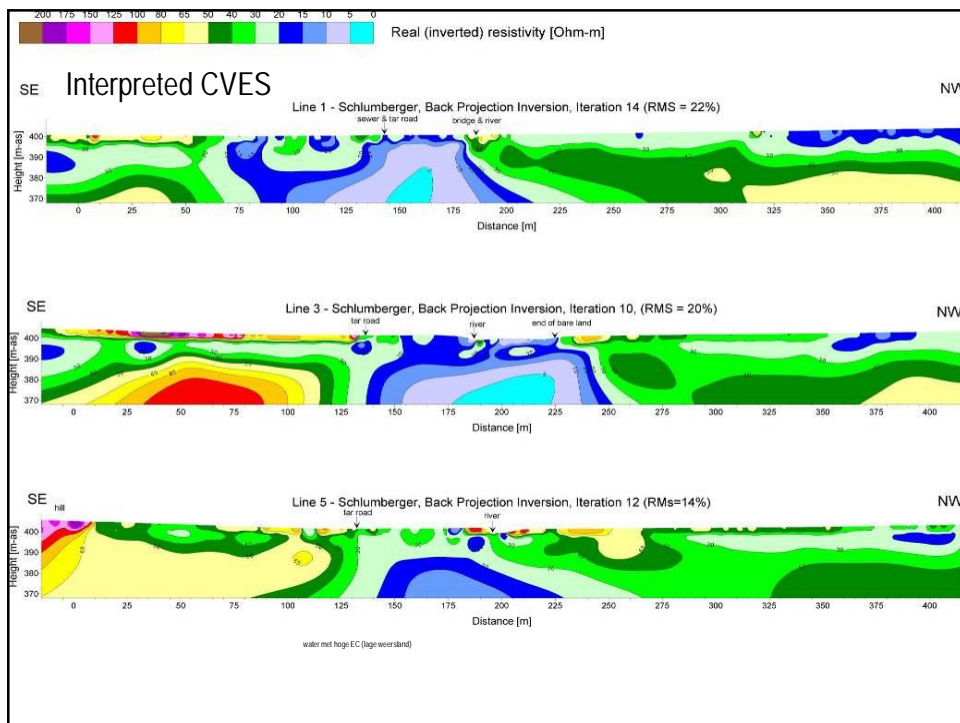 200 175 150 125 100 80 65 50 40 30 20 15 10 5 0
Real (inverted) resistivity [Ohm-m]
Interpreted CVES
SE
NW
Line 1 - Schlumberger, Back Projection Inversion, Iteration 14 (RMS = 22%)
sewer & tar road
bridge & river
Height [m-as]
400
390
370
0 25 50 75 100 125 150 175 200 225 250 275 300 325 350 375 400
Distance [m]
SE
NW
Line 3 - Schlumberger, Back Projection Inversion, Iteration 10, (RMS = 20%)
tar road
river
end of bare land
Height [m-as]
400
390
380
370
0 25 50 75 100 125 150 175 200 225 250 275 300 325 350 375 400
Distance [m]
SE
NW
hill
Line 5 - Schlumberger, Back Projection Inversion, Iteration 12 (RMs=14%)
tar road
river
Height [m-as]
400
390
380
370
0 25 50 75 100 125 150 175 200 225 250 275 300 325 350 375 400
Distance [m]
water met hoge EC (lage weersland)